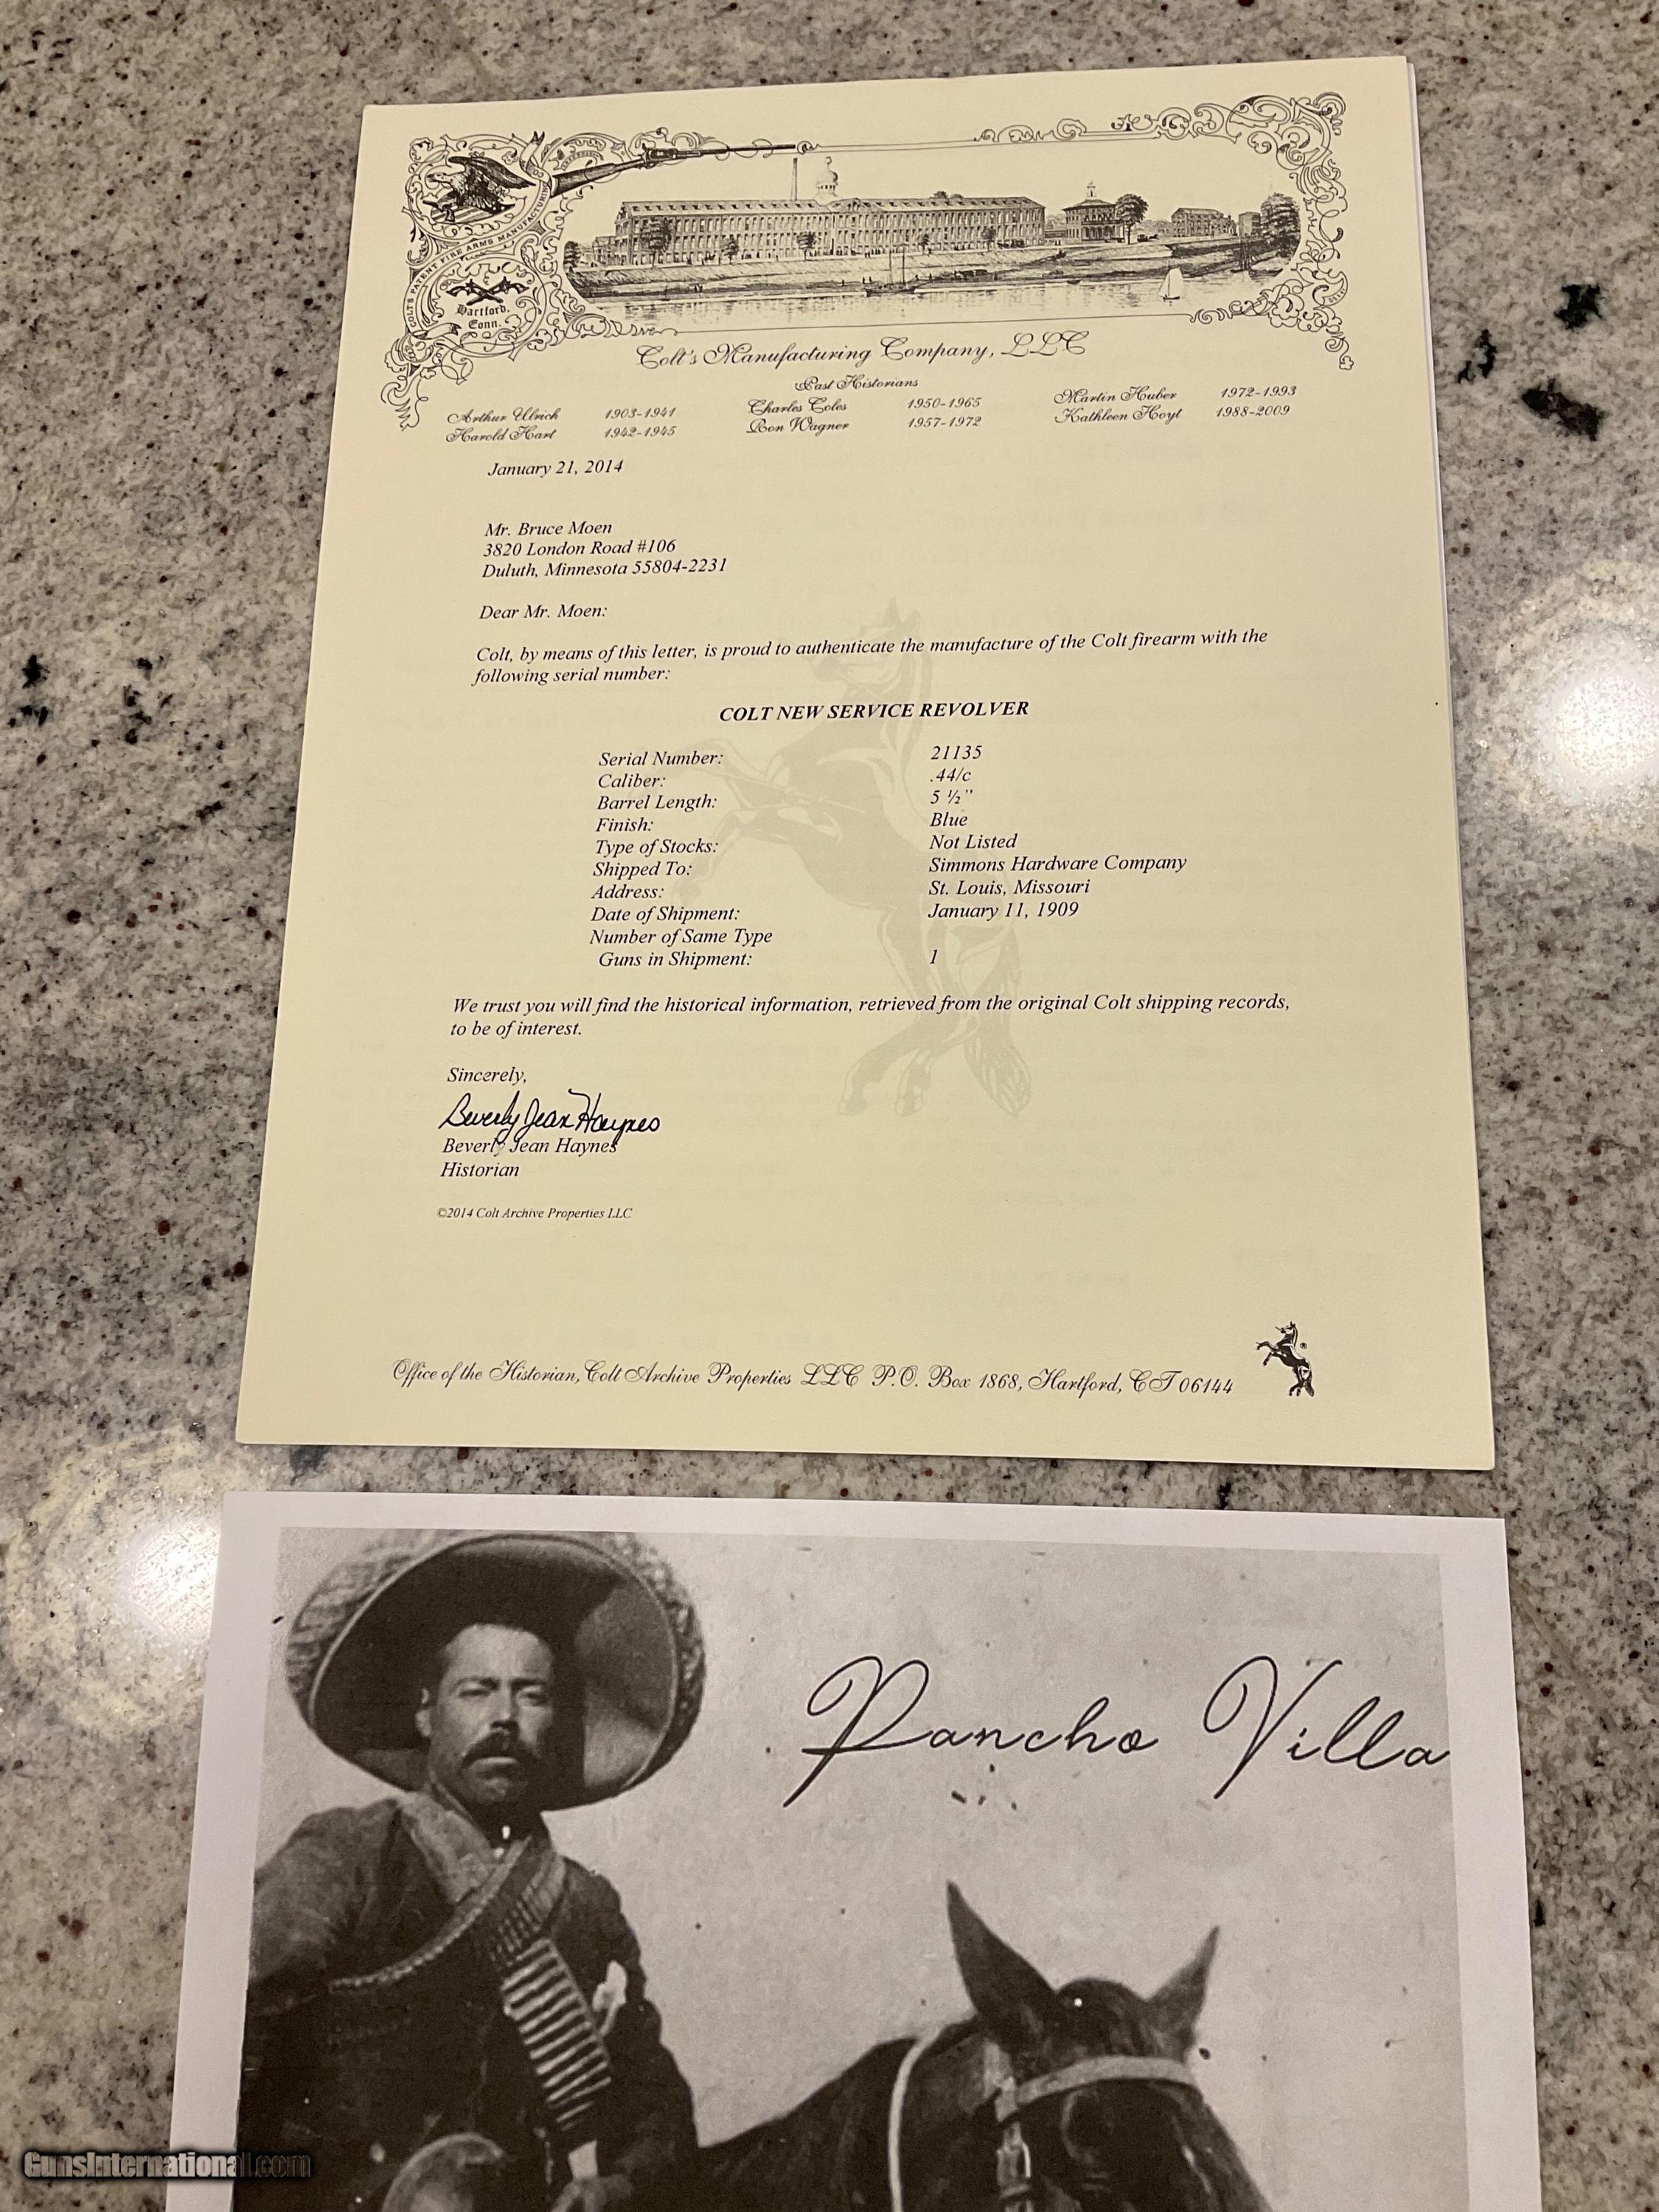 COLT'S PATENT FIRE ARMS MANUFACTURING
Hartford,
Conn.
Colt's Manufacturing Company, LLC
Past Historians
Arthur Ulrich 1903-1941 Charles Coles 1950-1965 Martin Huber 1972-1993
Harold Hart 1942-1945 Ron Wagner 1957-1972 Kathleen Hoyt 1988-2009
January 21, 2014
Mr. Bruce Moen
3820 London Road #106
Duluth, Minnesota 55804-2231
Dear Mr. Moen:
Colt, by means of this letter, is proud to authenticate the manufacture of the Colt firearm with the
following serial number:
COLT NEW SERVICE REVOLVER
Serial Number: 21135
Caliber: .44/c
Barrel Length: 5 ½”
Finish: Blue
Type of Stocks: Not Listed
Shipped To: Simmons Hardware Company
Address: St. Louis, Missouri
Date of Shipment: January 11, 1909
Number of Same Type
Guns in Shipment: 1
We trust you will find the historical information, retrieved from the original Colt shipping records,
to be of interest.
Sincerely,
Beverly Jean Haynes
Beverly Jean Haynes
Historian
©2014 Colt Archive Properties LLC
Office of the Historian, Colt Archive Properties LLC P.O. Box 1868, Hartford, CT 06144
®
Pancho Villa
GunsInternational.com